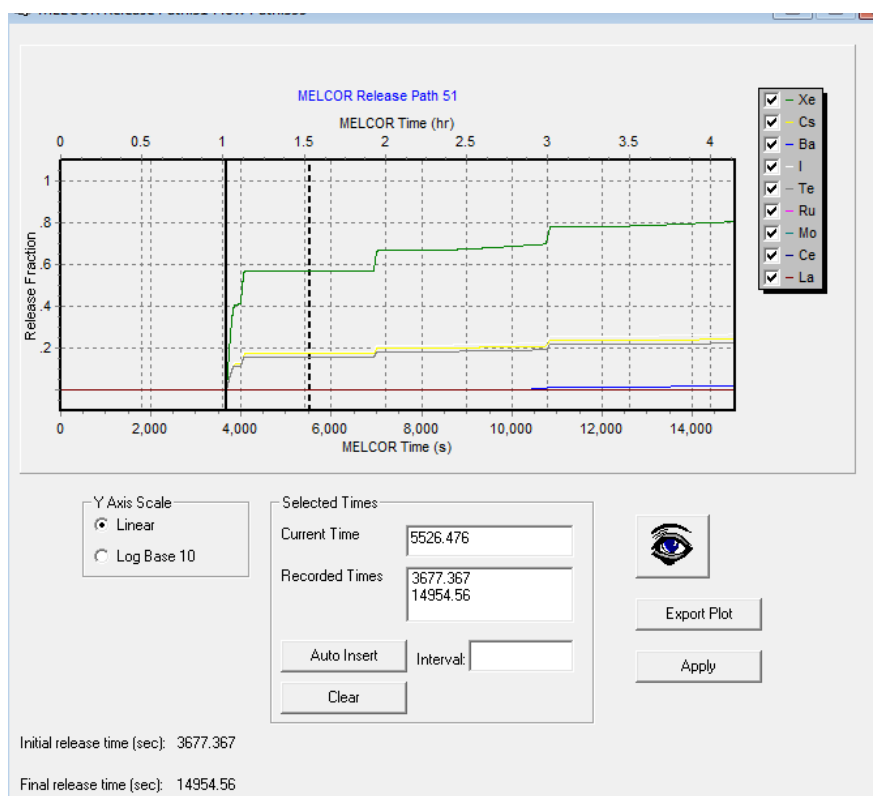 MELCOR Release Path 51
MELCOR Time (hr)
0 0.5 1 1.5 2 2.5 3 3.5 4
Release Fraction
1
.8
.6
.4
.2
0 2,000 4,000 6,000 8,000 10,000 12,000 14,000
MELCOR Time (s)
Xe
Cs
Ba
I
Te
Ru
Mo
Ce
La
Y Axis Scale
Linear
Log Base 10
Selected Times
Current Time 5526.476
Recorded Times 3677.367
14954.56
Auto Insert Interval:
Clear
Export Plot
Apply
Initial release time (sec): 3677.367
Final release time (sec): 14954.56